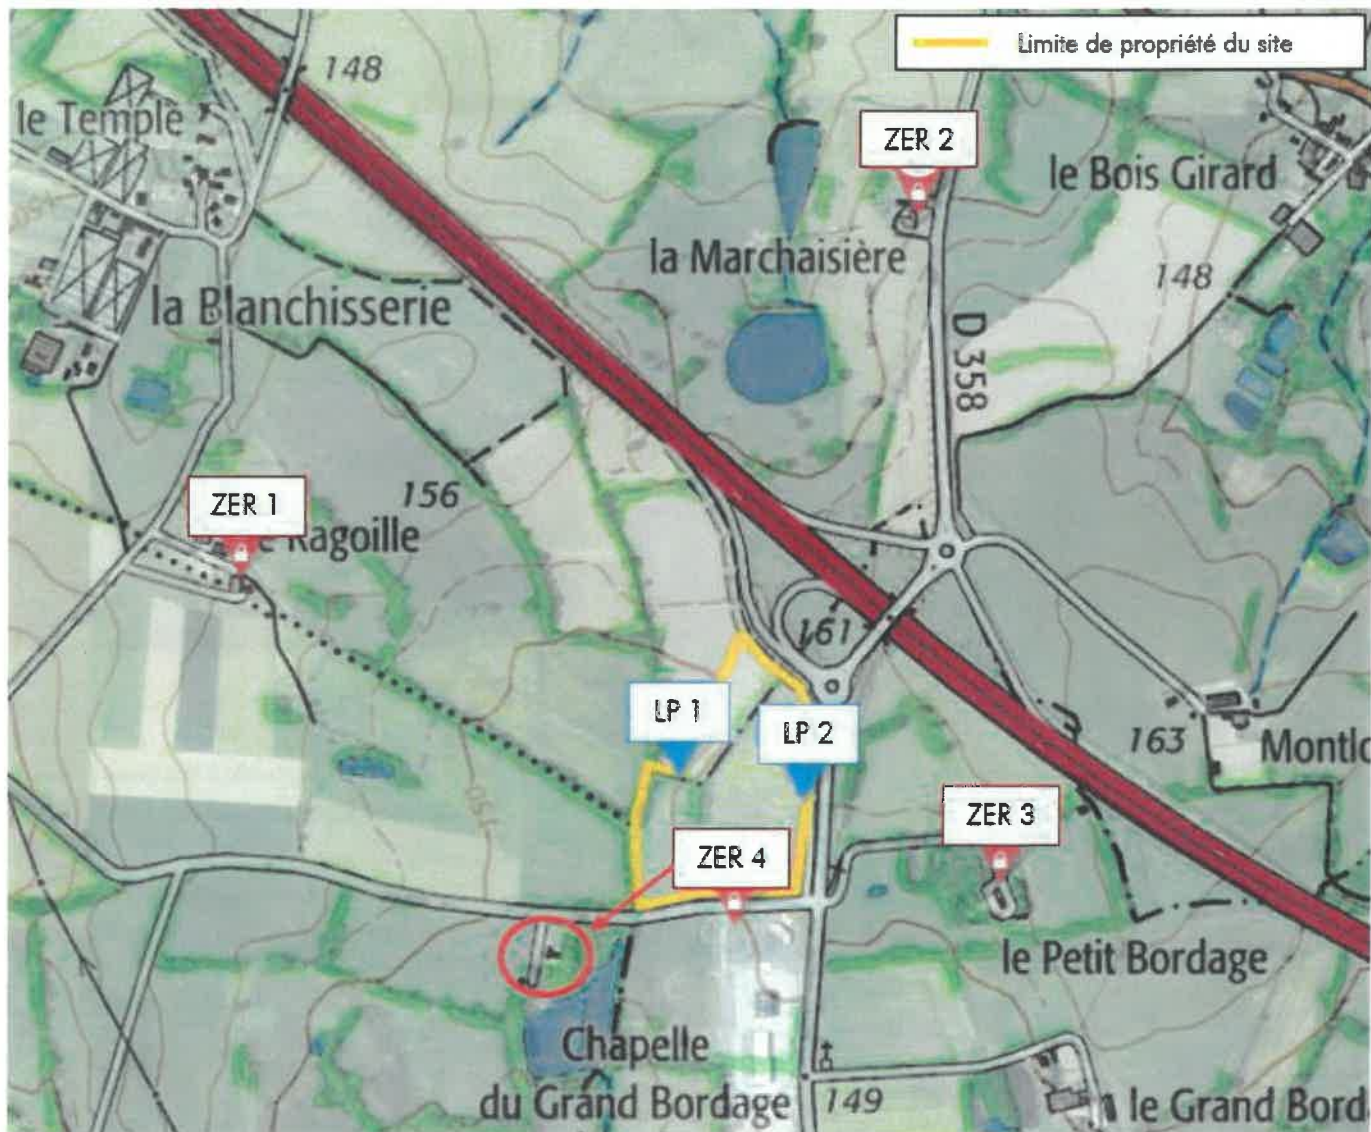 Limite de propriété du site
148
le Temple
ZER 2
le Bois Girard
la Marchaisière
148
la Blanchisserie
D 358
ZER 1
156
Ragoille
161
LP 1
LP 2
163
ZER 3
ZER 4
150
le Petit Bordage
Chapelle
du Grand Bordage
149
le Grand Bord